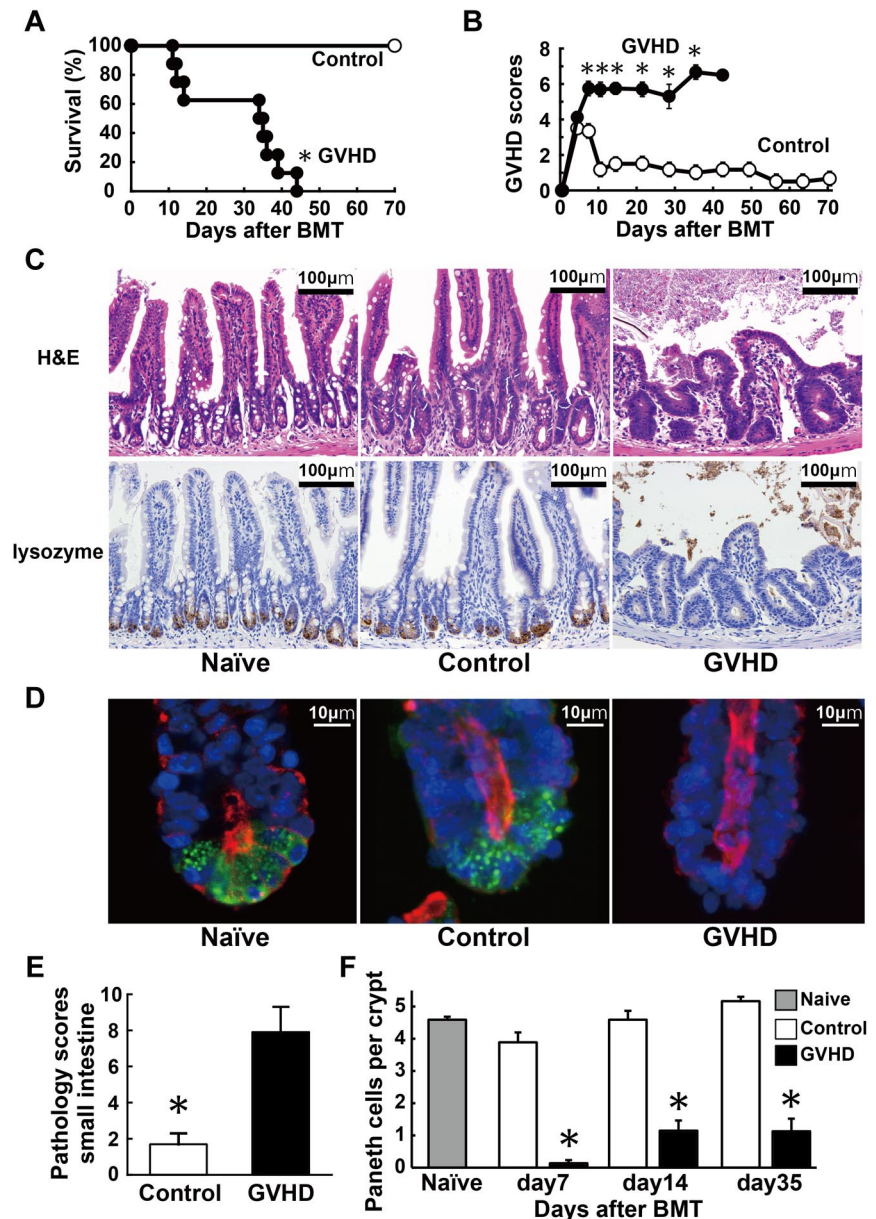 A
Survival (%)
100
80
60
40
20
0
Control
* GVHD
0 10 20 30 40 50 60 70
Days after BMT
B
GVHD scores
8
6
4
2
0
GVHD
* * * * * *
Control
0 10 20 30 40 50 60 70
Days after BMT
C
H&E
100μm 100μm 100μm
lysozyme
100μm 100μm 100μm
Naïve Control GVHD
D
10μm 10μm 10μm
Naïve Control GVHD
E
Pathology scores
small intestine
10
8
6
4
2
0
*
Control GVHD
F
Paneth cells per crypt
5
4
3
2
1
0
Naive
Control
GVHD
* * *
Naïve day7 day14 day35
Days after BMT